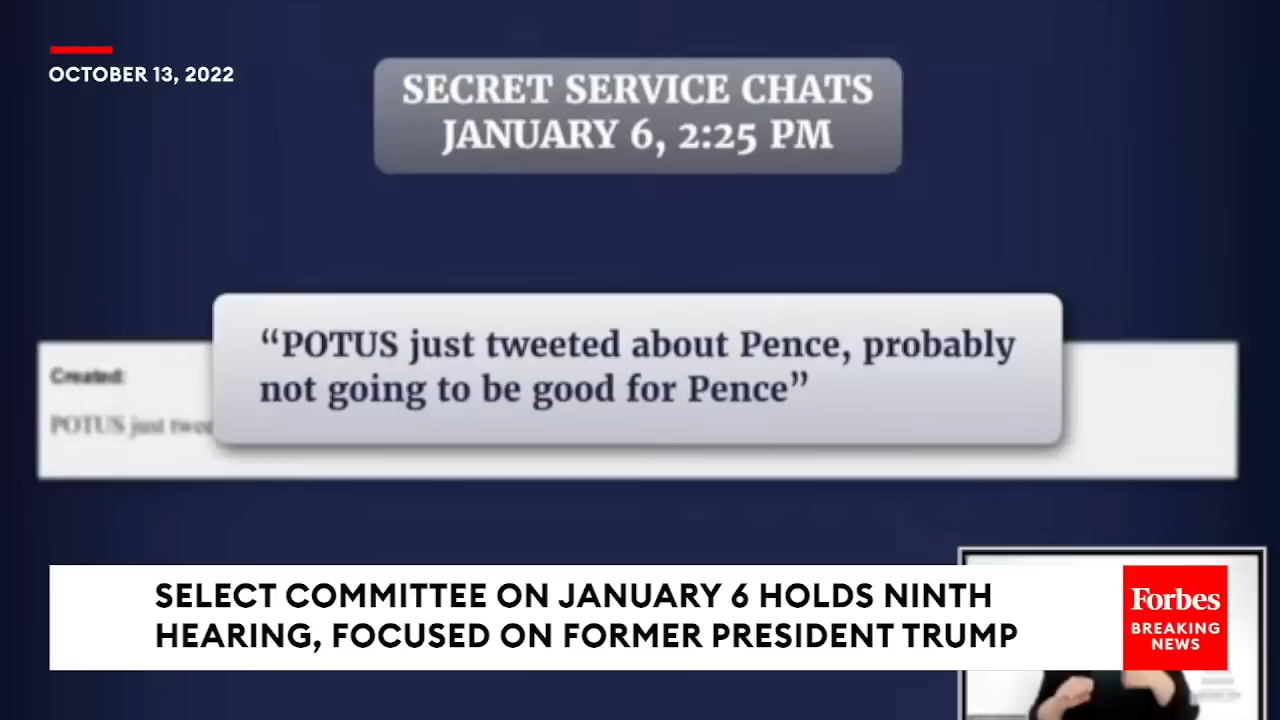 OCTOBER 13, 2022
SECRET SERVICE CHATS
JANUARY 6, 2:25 PM
“POTUS just tweeted about Pence, probably
not going to be good for Pence”
Created:
POTUS just twee
SELECT COMMITTEE ON JANUARY 6 HOLDS NINTH
HEARING, FOCUSED ON FORMER PRESIDENT TRUMP
Forbes
BREAKING
NEWS